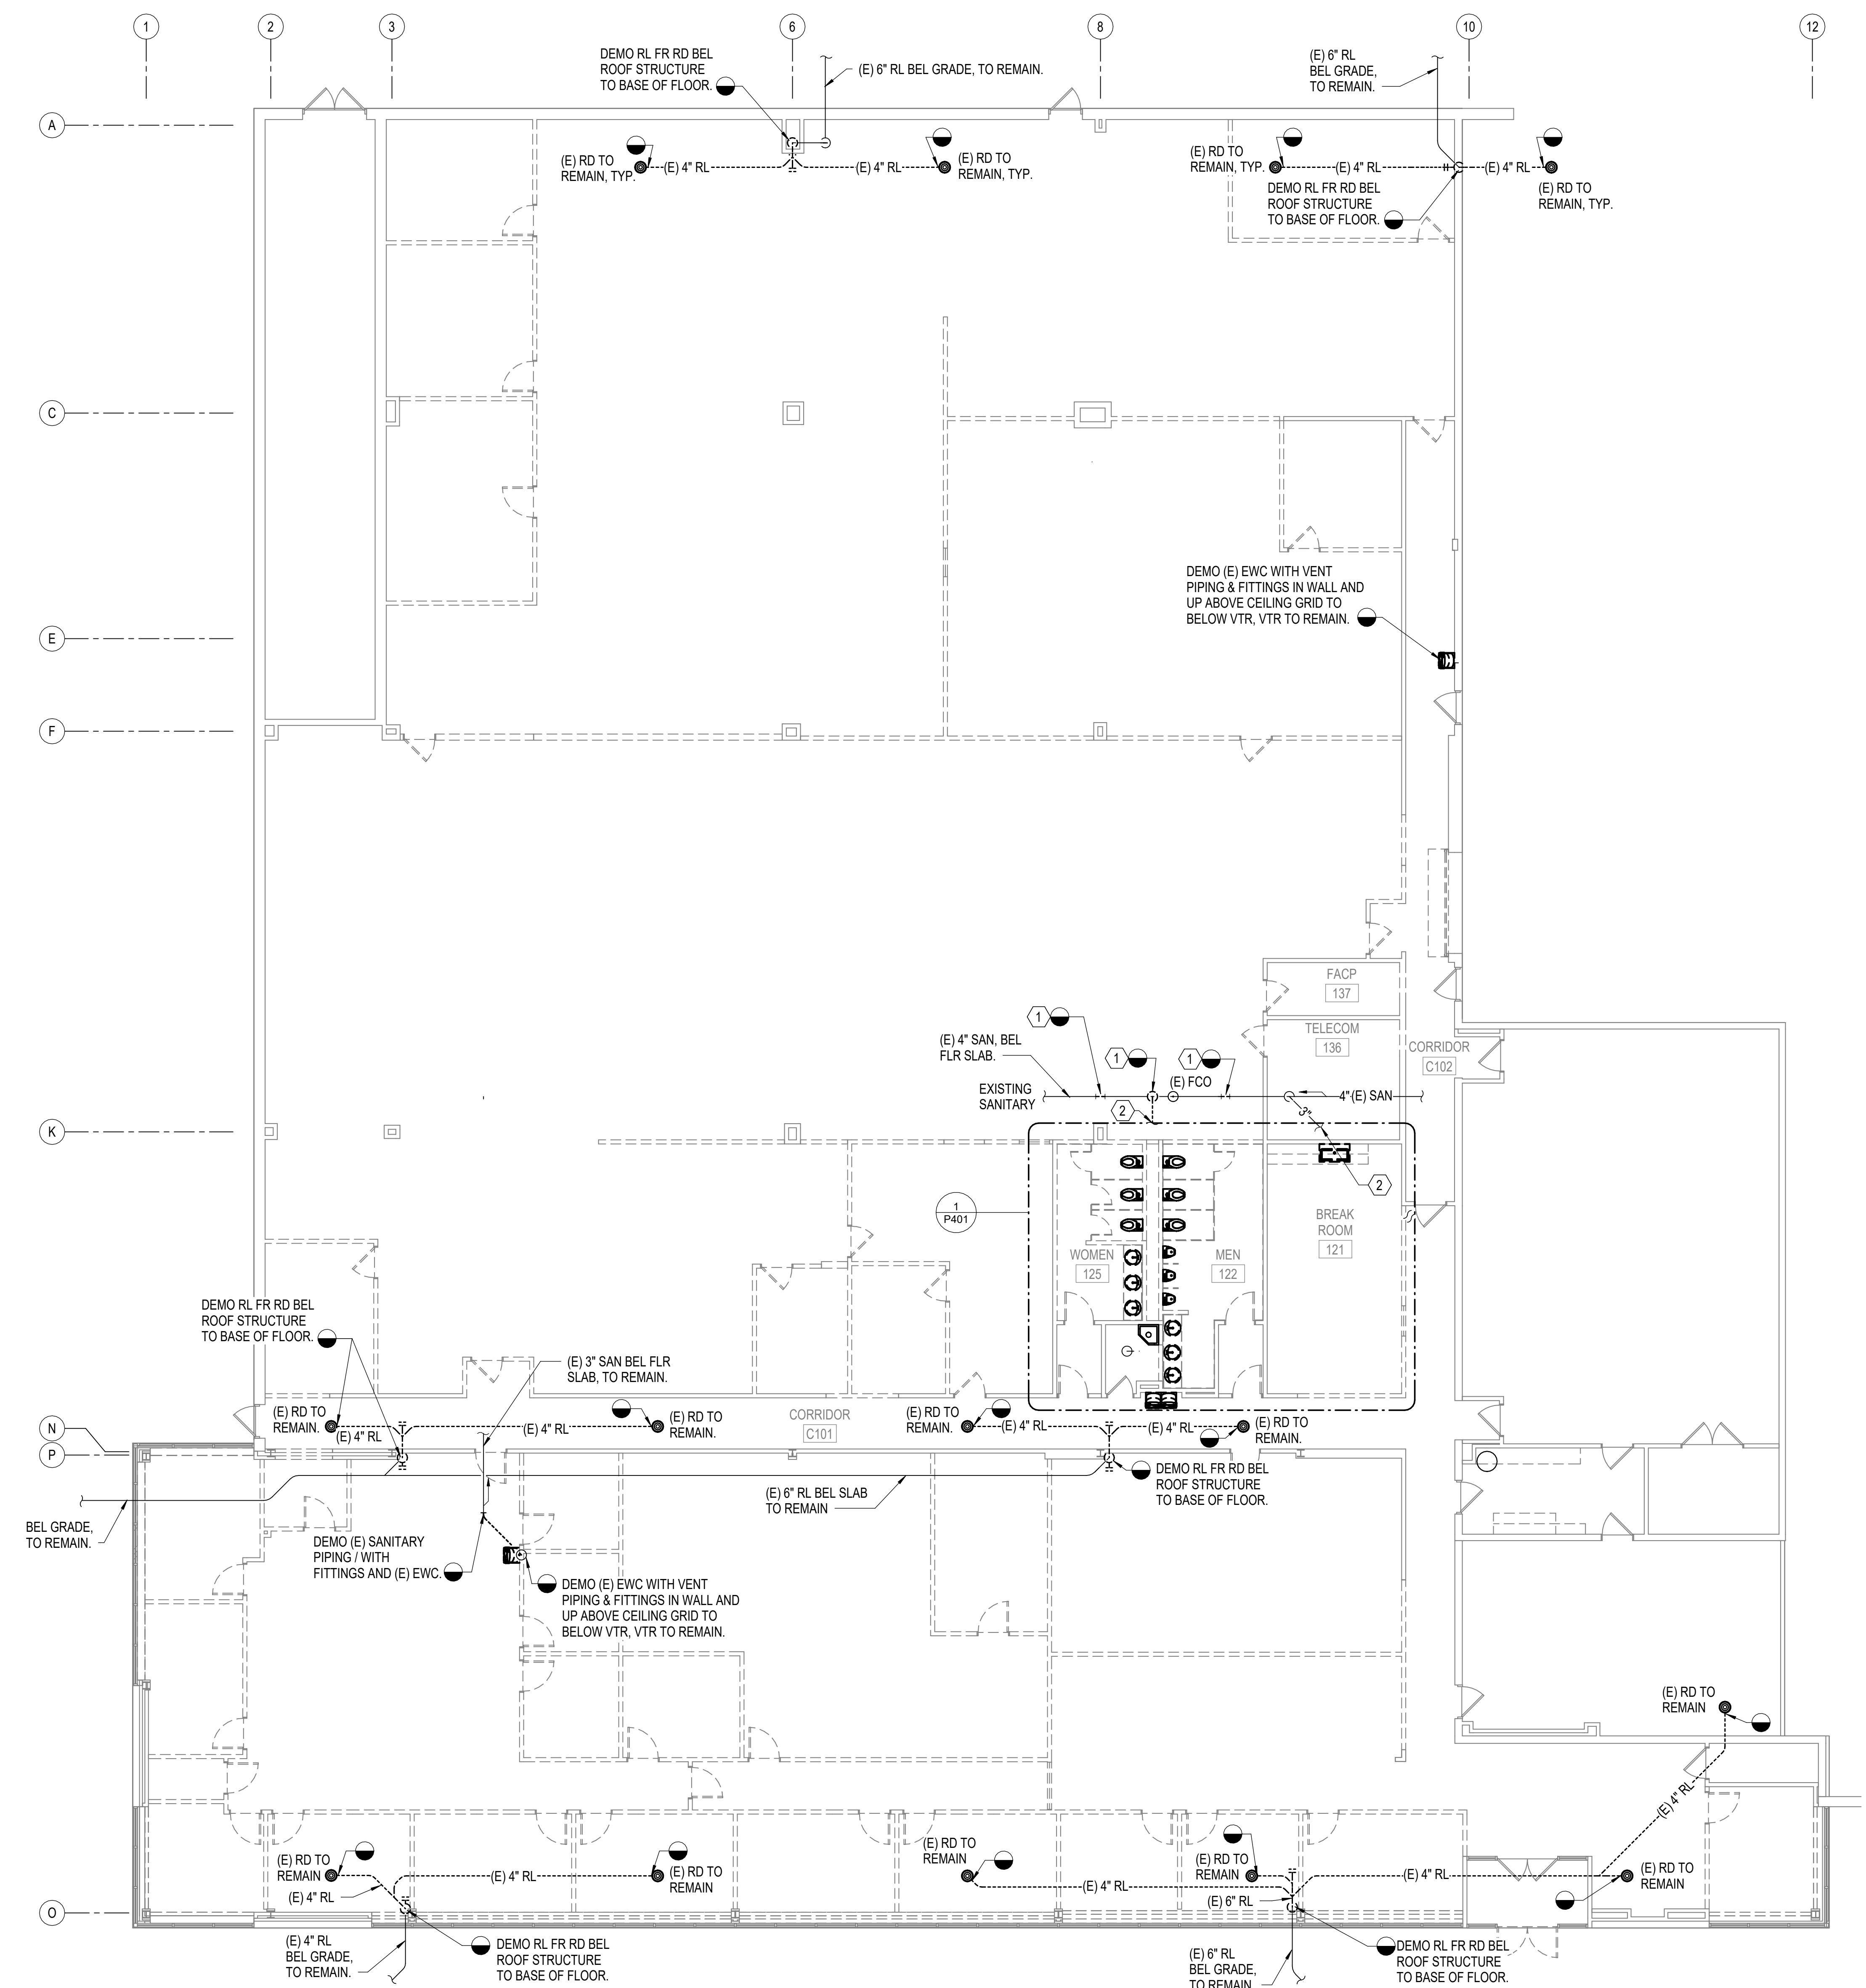 1
2
3
6
8
10
12
A
C
E
F
K
N
P
O
DEMO RL FR RD BEL
ROOF STRUCTURE
TO BASE OF FLOOR.
(E) 6" RL BEL GRADE, TO REMAIN.
(E) 6" RL
BEL GRADE,
TO REMAIN.
(E) RD TO
REMAIN, TYP.
(E) 4" RL
(E) 4" RL
(E) RD TO
REMAIN, TYP.
(E) RD TO
REMAIN, TYP.
(E) 4" RL
(E) 4" RL
DEMO RL FR RD BEL
ROOF STRUCTURE
TO BASE OF FLOOR.
(E) RD TO
REMAIN, TYP.
DEMO (E) EWC WITH VENT
PIPING & FITTINGS IN WALL AND
UP ABOVE CEILING GRID TO
BELOW VTR, VTR TO REMAIN.
FACP
137
TELECOM
136
CORRIDOR
C102
1
1
1
(E) 4" SAN, BEL
FLR SLAB.
(E) FCO
EXISTING
SANITARY
4"(E) SAN
2
3"
2
1
P401
BREAK
ROOM
121
WOMEN
125
MEN
122
DEMO RL FR RD BEL
ROOF STRUCTURE
TO BASE OF FLOOR.
(E) 3" SAN BEL FLR
SLAB, TO REMAIN.
(E) RD TO
REMAIN.
(E) 4" RL
(E) 4" RL
(E) RD TO
REMAIN.
CORRIDOR
C101
(E) RD TO
REMAIN.
(E) 4" RL
(E) 4" RL
(E) RD TO
REMAIN.
DEMO RL FR RD BEL
ROOF STRUCTURE
TO BASE OF FLOOR.
(E) 6" RL BEL SLAB
TO REMAIN
BEL GRADE,
TO REMAIN.
DEMO (E) SANITARY
PIPING / WITH
FITTINGS AND (E) EWC.
DEMO (E) EWC WITH VENT
PIPING & FITTINGS IN WALL AND
UP ABOVE CEILING GRID TO
BELOW VTR, VTR TO REMAIN.
(E) RD TO
REMAIN
(E) 4" RL
(E) RD TO
REMAIN
(E) 4" RL
(E) 4" RL
(E) RD TO
REMAIN
(E) RD TO
REMAIN
(E) 4" RL
(E) RD TO
REMAIN
(E) 6" RL
(E) 4" RL
(E) RD TO
REMAIN
(E) 4" RL
BEL GRADE,
TO REMAIN.
DEMO RL FR RD BEL
ROOF STRUCTURE
TO BASE OF FLOOR.
(E) 6" RL
BEL GRADE,
TO REMAIN
DEMO RL FR RD BEL
ROOF STRUCTURE
TO BASE OF FLOOR.